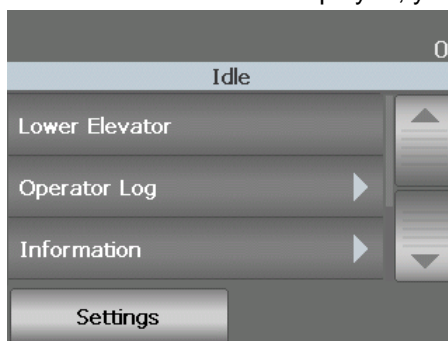 0
Idle
Lower Elevator
Operator Log
Information
Settings